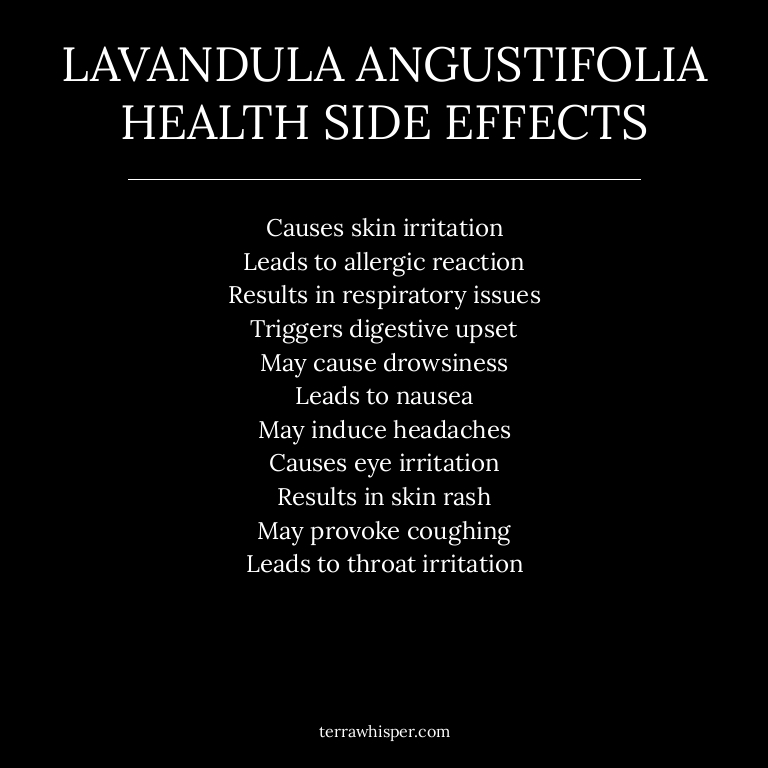 LAVANDULA ANGUSTIFOLIA
HEALTH SIDE EFFECTS
Causes skin irritation
Leads to allergic reaction
Results in respiratory issues
Triggers digestive upset
May cause drowsiness
Leads to nausea
May induce headaches
Causes eye irritation
Results in skin rash
May provoke coughing
Leads to throat irritation
terrawhisper.com